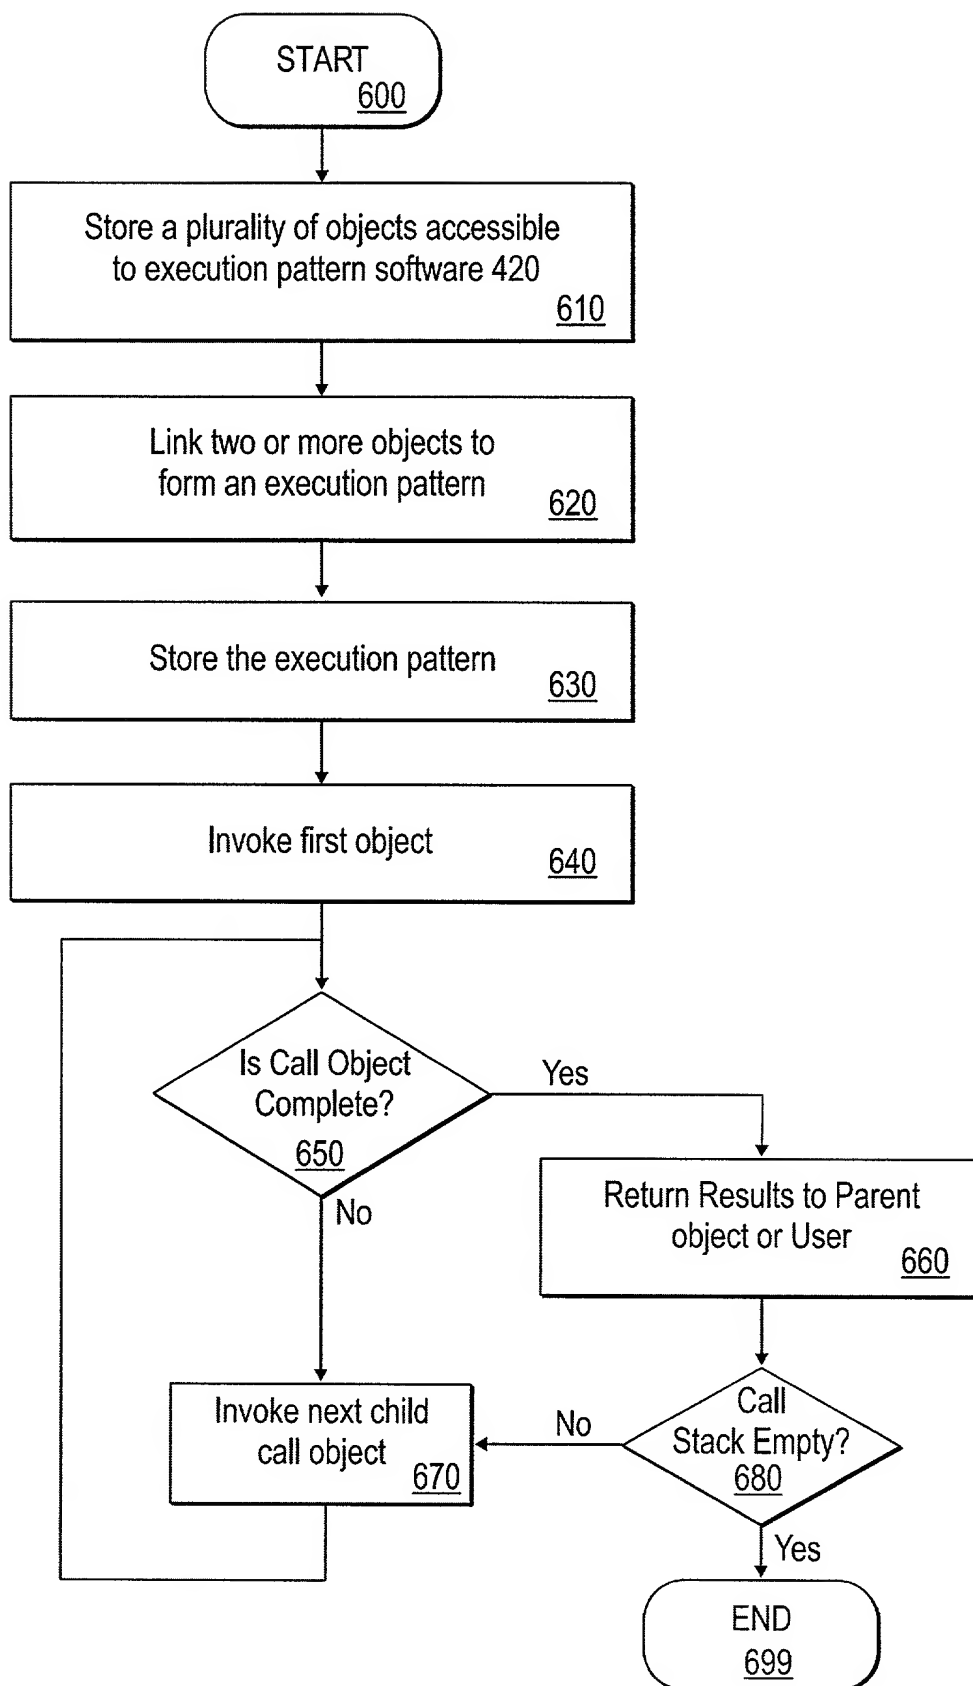 START
600
Store a plurality of objects accessible
to execution pattern software 420
610
Link two or more objects to
form an execution pattern
620
Store the execution pattern
630
Invoke first object
640
Is Call Object
Complete?
650
Yes
No
Return Results to Parent
object or User
660
Invoke next child
call object
670
No
Call
Stack Empty?
680
Yes
END
699